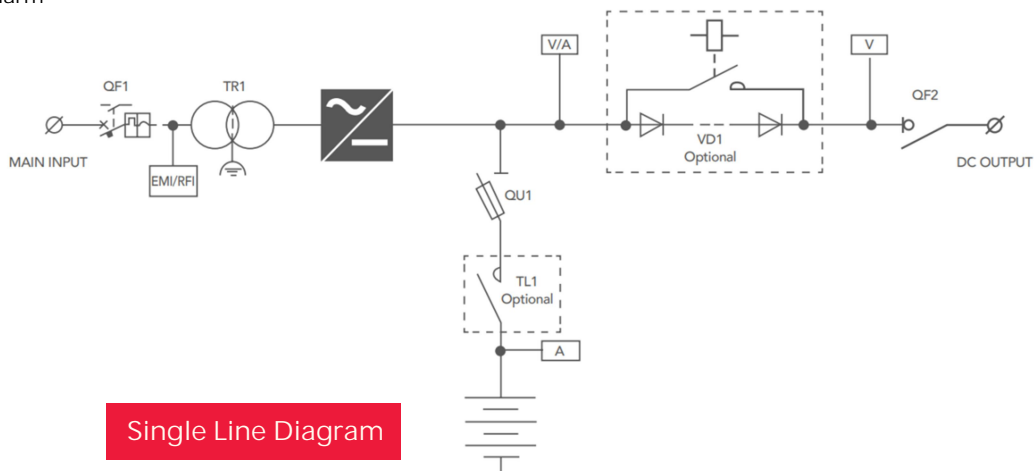 V/A
V
QF1
TR1
QF2
MAIN INPUT
VD1
Optional
DC OUTPUT
EMI/RFI
QU1
TL1
Optional
A
Single Line Diagram